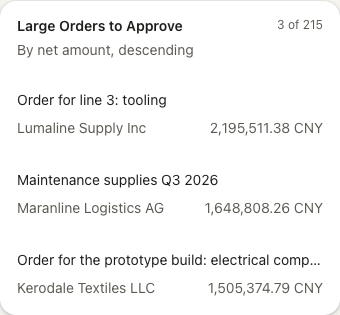 Large Orders to Approve 3 of 215
By net amount, descending
Order for line 3: tooling
Lumaline Supply Inc 2,195,511.38 CNY
Maintenance supplies Q3 2026
Maranline Logistics AG 1,648,808.26 CNY
Order for the prototype build: electrical comp...
Kerodale Textiles LLC 1,505,374.79 CNY